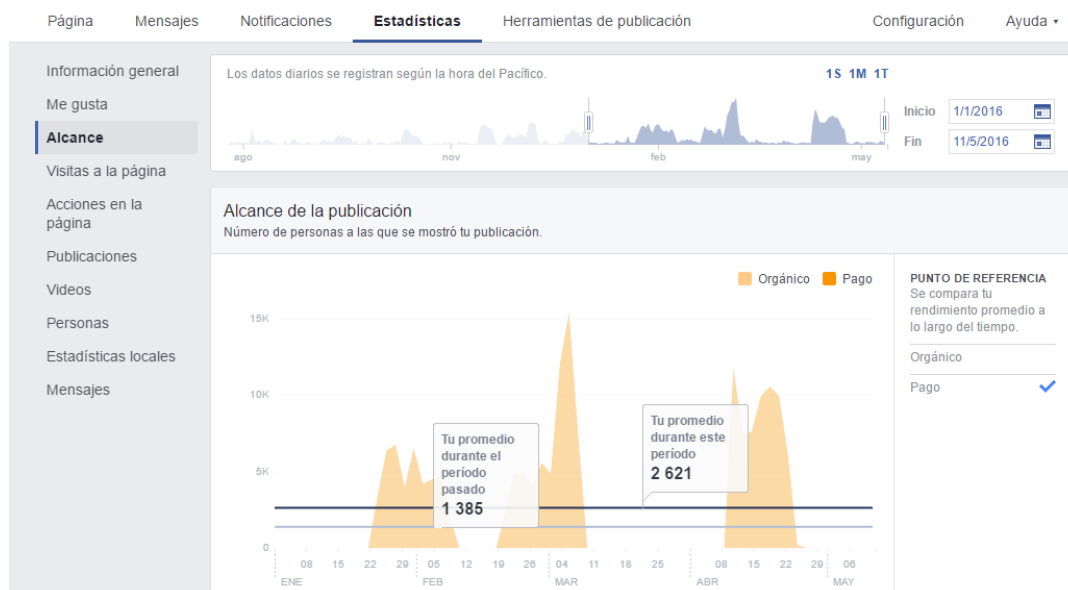 Página Mensajes Notificaciones Estadísticas Herramientas de publicación Configuración Ayuda
Información general
Me gusta
Alcance
Visitas a la página
Acciones en la
página
Publicaciones
Videos
Personas
Estadísticas locales
Mensajes
Los datos diarios se registran según la hora del Pacífico.
1S 1M 1T
ago nov feb may
Inicio 1/1/2016
Fin 11/5/2016
Alcance de la publicación
Número de personas a las que se mostró tu publicación.
Orgánico Pago
15K
10K
5K
0
Tu promedio
durante el
período
pasado
1 385
Tu promedio
durante este
período
2 621
08 15 22 29 05 12 19 26 04 11 18 25 08 15 22 29 06
ENE FEB MAR ABR MAY
PUNTO DE REFERENCIA
Se compara tu
rendimiento promedio a
lo largo del tiempo.
Orgánico
Pago